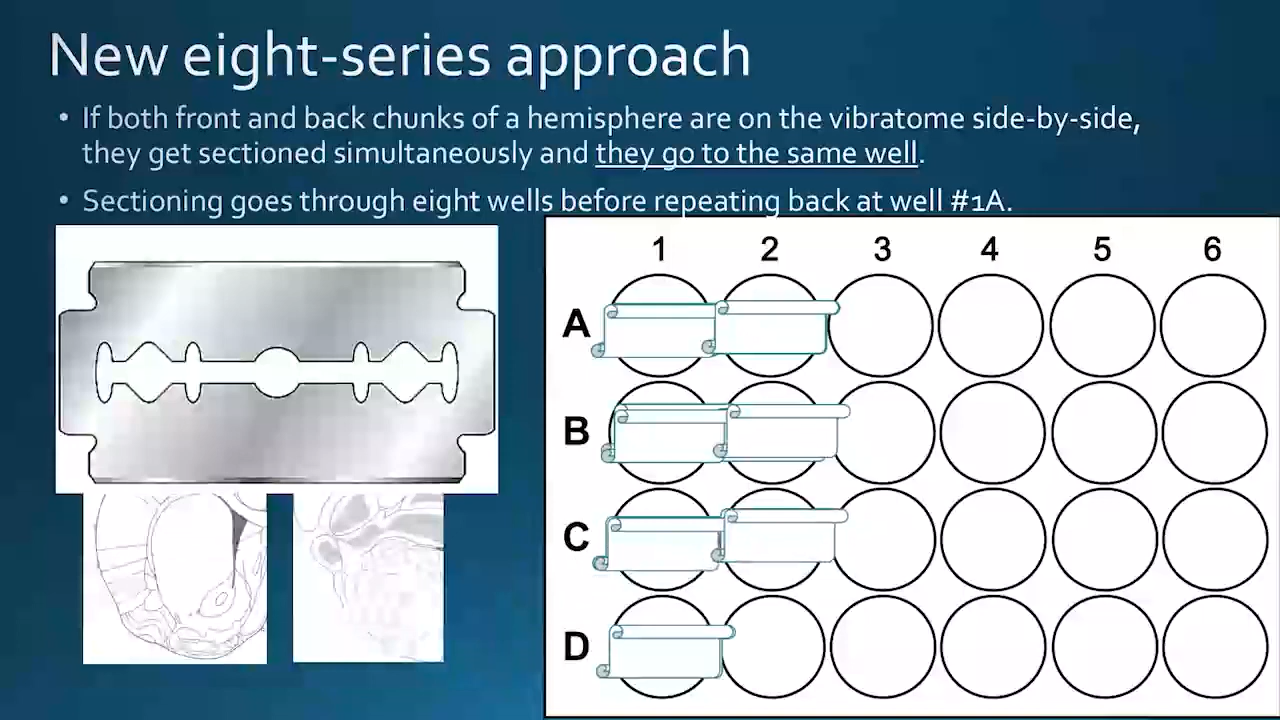 New eight-series approach
• If both front and back chunks of a hemisphere are on the vibratome side-by-side,
they get sectioned simultaneously and they go to the same well.
• Sectioning goes through eight wells before repeating back at well #1A.
1 2 3 4 5 6
A
B
C
D